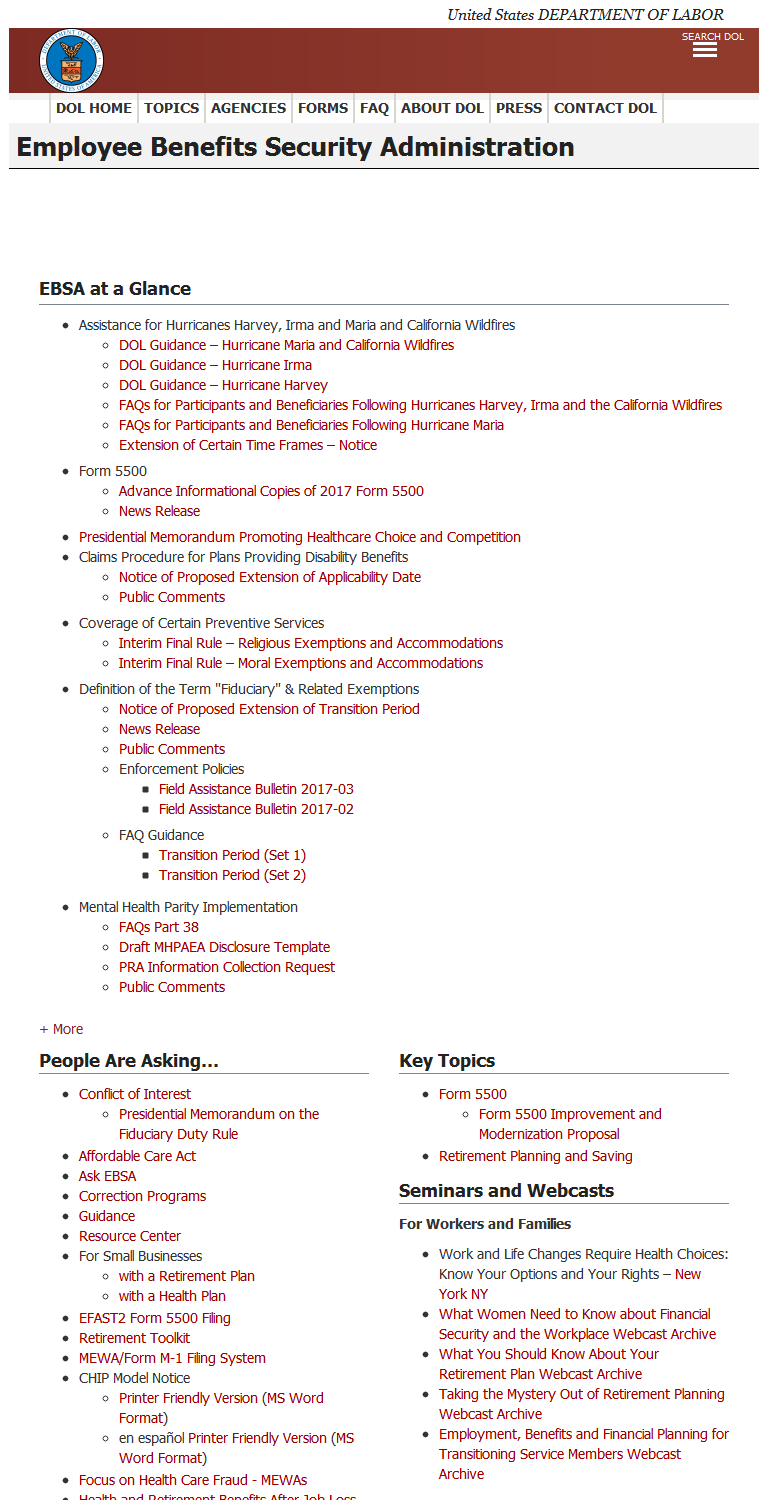 United States DEPARTMENT OF LABOR
SEARCH DOL
DEPARTMENT OF LABOR
UNITED STATES OF AMERICA
DOL HOME TOPICS AGENCIES FORMS FAQ ABOUT DOL PRESS CONTACT DOL
Employee Benefits Security Administration
EBSA at a Glance
Assistance for Hurricanes Harvey, Irma and Maria and California Wildfires
DOL Guidance – Hurricane Maria and California Wildfires
DOL Guidance – Hurricane Irma
DOL Guidance – Hurricane Harvey
FAQs for Participants and Beneficiaries Following Hurricanes Harvey, Irma and the California Wildfires
FAQs for Participants and Beneficiaries Following Hurricane Maria
Extension of Certain Time Frames – Notice
Form 5500
Advance Informational Copies of 2017 Form 5500
News Release
Presidential Memorandum Promoting Healthcare Choice and Competition
Claims Procedure for Plans Providing Disability Benefits
Notice of Proposed Extension of Applicability Date
Public Comments
Coverage of Certain Preventive Services
Interim Final Rule – Religious Exemptions and Accommodations
Interim Final Rule – Moral Exemptions and Accommodations
Definition of the Term "Fiduciary" & Related Exemptions
Notice of Proposed Extension of Transition Period
News Release
Public Comments
Enforcement Policies
Field Assistance Bulletin 2017-03
Field Assistance Bulletin 2017-02
FAQ Guidance
Transition Period (Set 1)
Transition Period (Set 2)
Mental Health Parity Implementation
FAQs Part 38
Draft MHPAEA Disclosure Template
PRA Information Collection Request
Public Comments
+ More
People Are Asking...
Conflict of Interest
Presidential Memorandum on the
Fiduciary Duty Rule
Affordable Care Act
Ask EBSA
Correction Programs
Guidance
Resource Center
For Small Businesses
with a Retirement Plan
with a Health Plan
EFAST2 Form 5500 Filing
Retirement Toolkit
MEWA/Form M-1 Filing System
CHIP Model Notice
Printer Friendly Version (MS Word
Format)
en español Printer Friendly Version (MS
Word Format)
Focus on Health Care Fraud - MEWAs
Health and Retirement Benefits After Job Loss
Key Topics
Form 5500
Form 5500 Improvement and
Modernization Proposal
Retirement Planning and Saving
Seminars and Webcasts
For Workers and Families
Work and Life Changes Require Health Choices:
Know Your Options and Your Rights – New
York NY
What Women Need to Know about Financial
Security and the Workplace Webcast Archive
What You Should Know About Your
Retirement Plan Webcast Archive
Taking the Mystery Out of Retirement Planning
Webcast Archive
Employment, Benefits and Financial Planning for
Transitioning Service Members Webcast
Archive